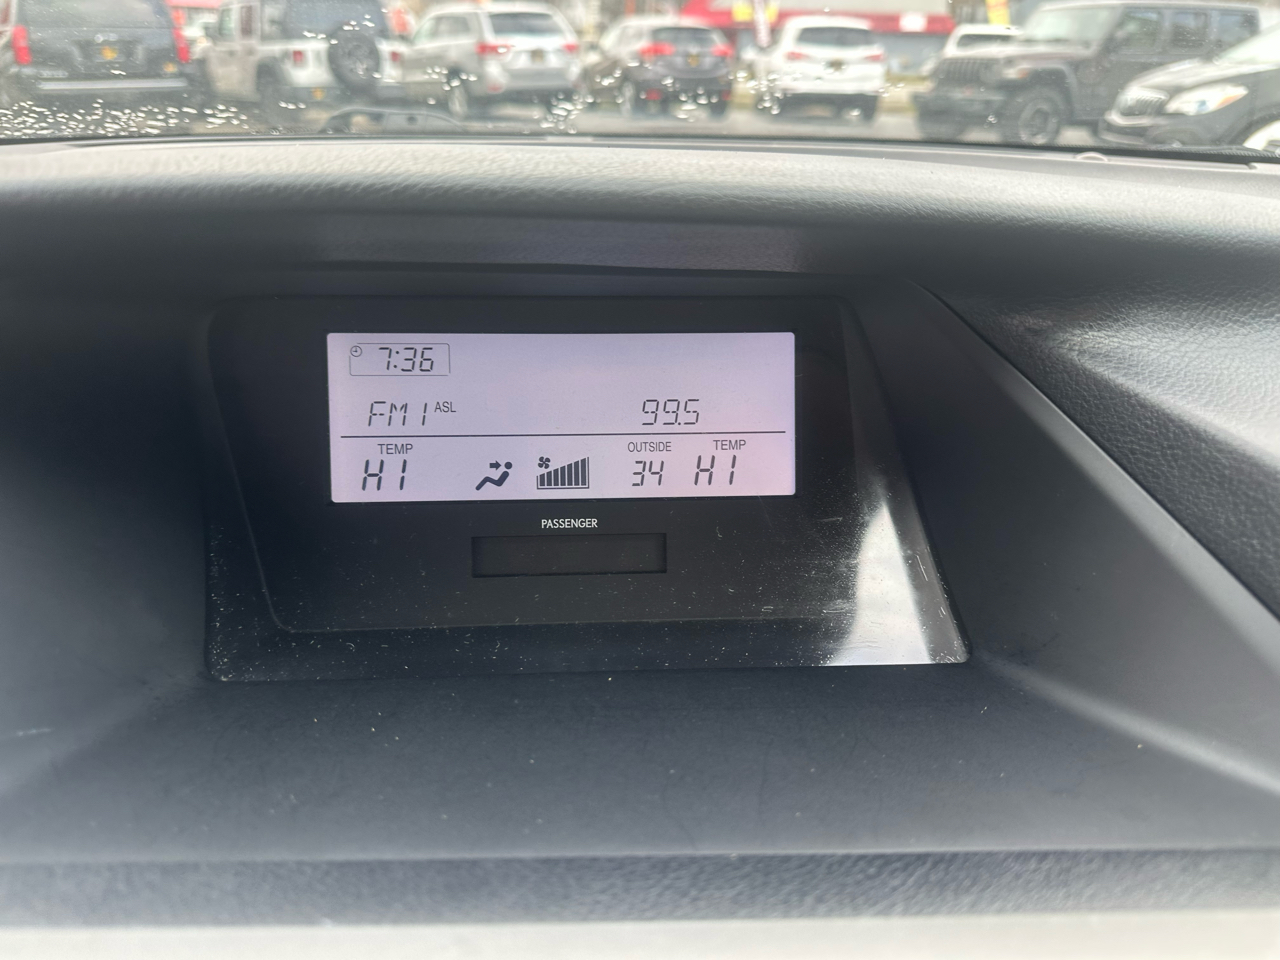 7:36
FM1 ASL 99.5
TEMP OUTSIDE TEMP
HI 34 HI
PASSENGER